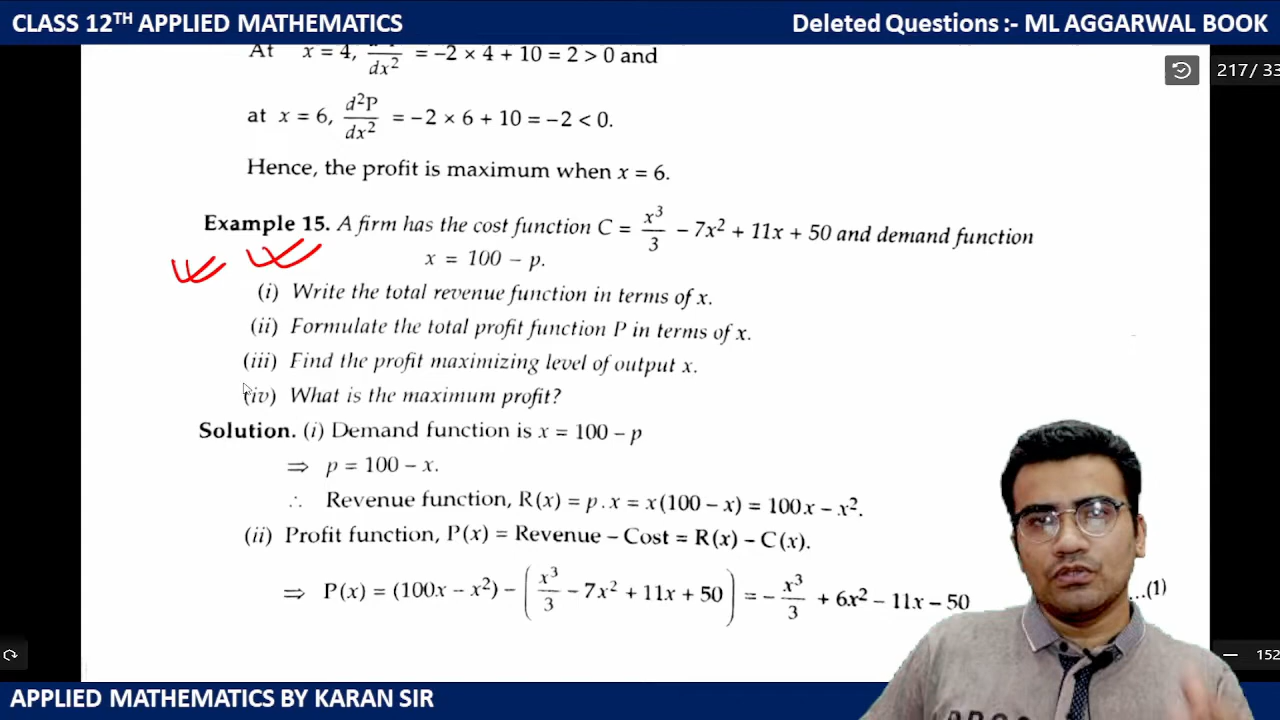 CLASS 12TH APPLIED MATHEMATICS
Deleted Questions :- ML AGGARWAL BOOK
217 / 33
At x = 4, dx² = −2 × 4 + 10 = 2 > 0 and
at x = 6, d²P/dx² = −2 × 6 + 10 = −2 < 0.
Hence, the profit is maximum when x = 6.
Example 15. A firm has the cost function C = x³/3 − 7x² + 11x + 50 and demand function
x = 100 − p.
(i) Write the total revenue function in terms of x.
(ii) Formulate the total profit function P in terms of x.
(iii) Find the profit maximizing level of output x.
(iv) What is the maximum profit?
Solution. (i) Demand function is x = 100 − p
⇒ p = 100 − x.
∴ Revenue function, R(x) = p . x = x(100 − x) = 100x − x².
(ii) Profit function, P(x) = Revenue − Cost = R(x) − C(x).
⇒ P(x) = (100x − x²) − (x³/3 − 7x² + 11x + 50) = − x³/3 + 6x² − 11x − 50 ...(1)
152
APPLIED MATHEMATICS BY KARAN SIR